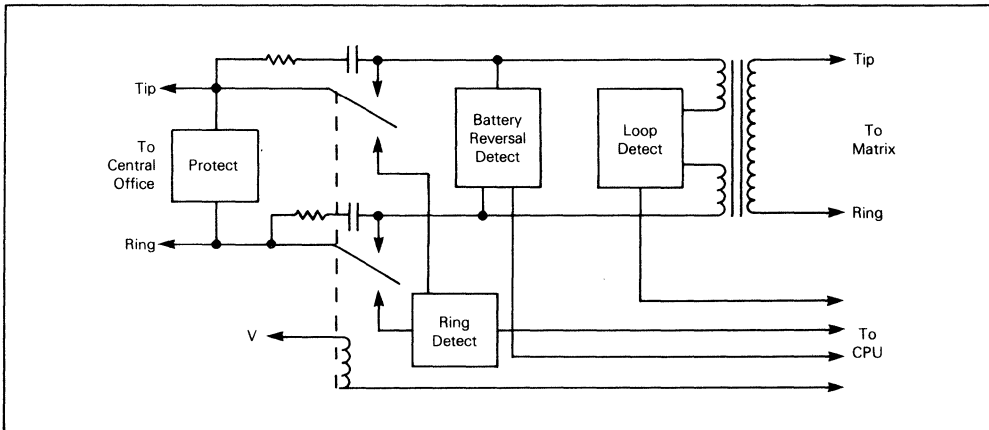 Tip
Tip
To
Central
Office
Protect
Battery
Reversal
Detect
Loop
Detect
To
Matrix
Ring
Ring
Ring
Detect
V
To
CPU